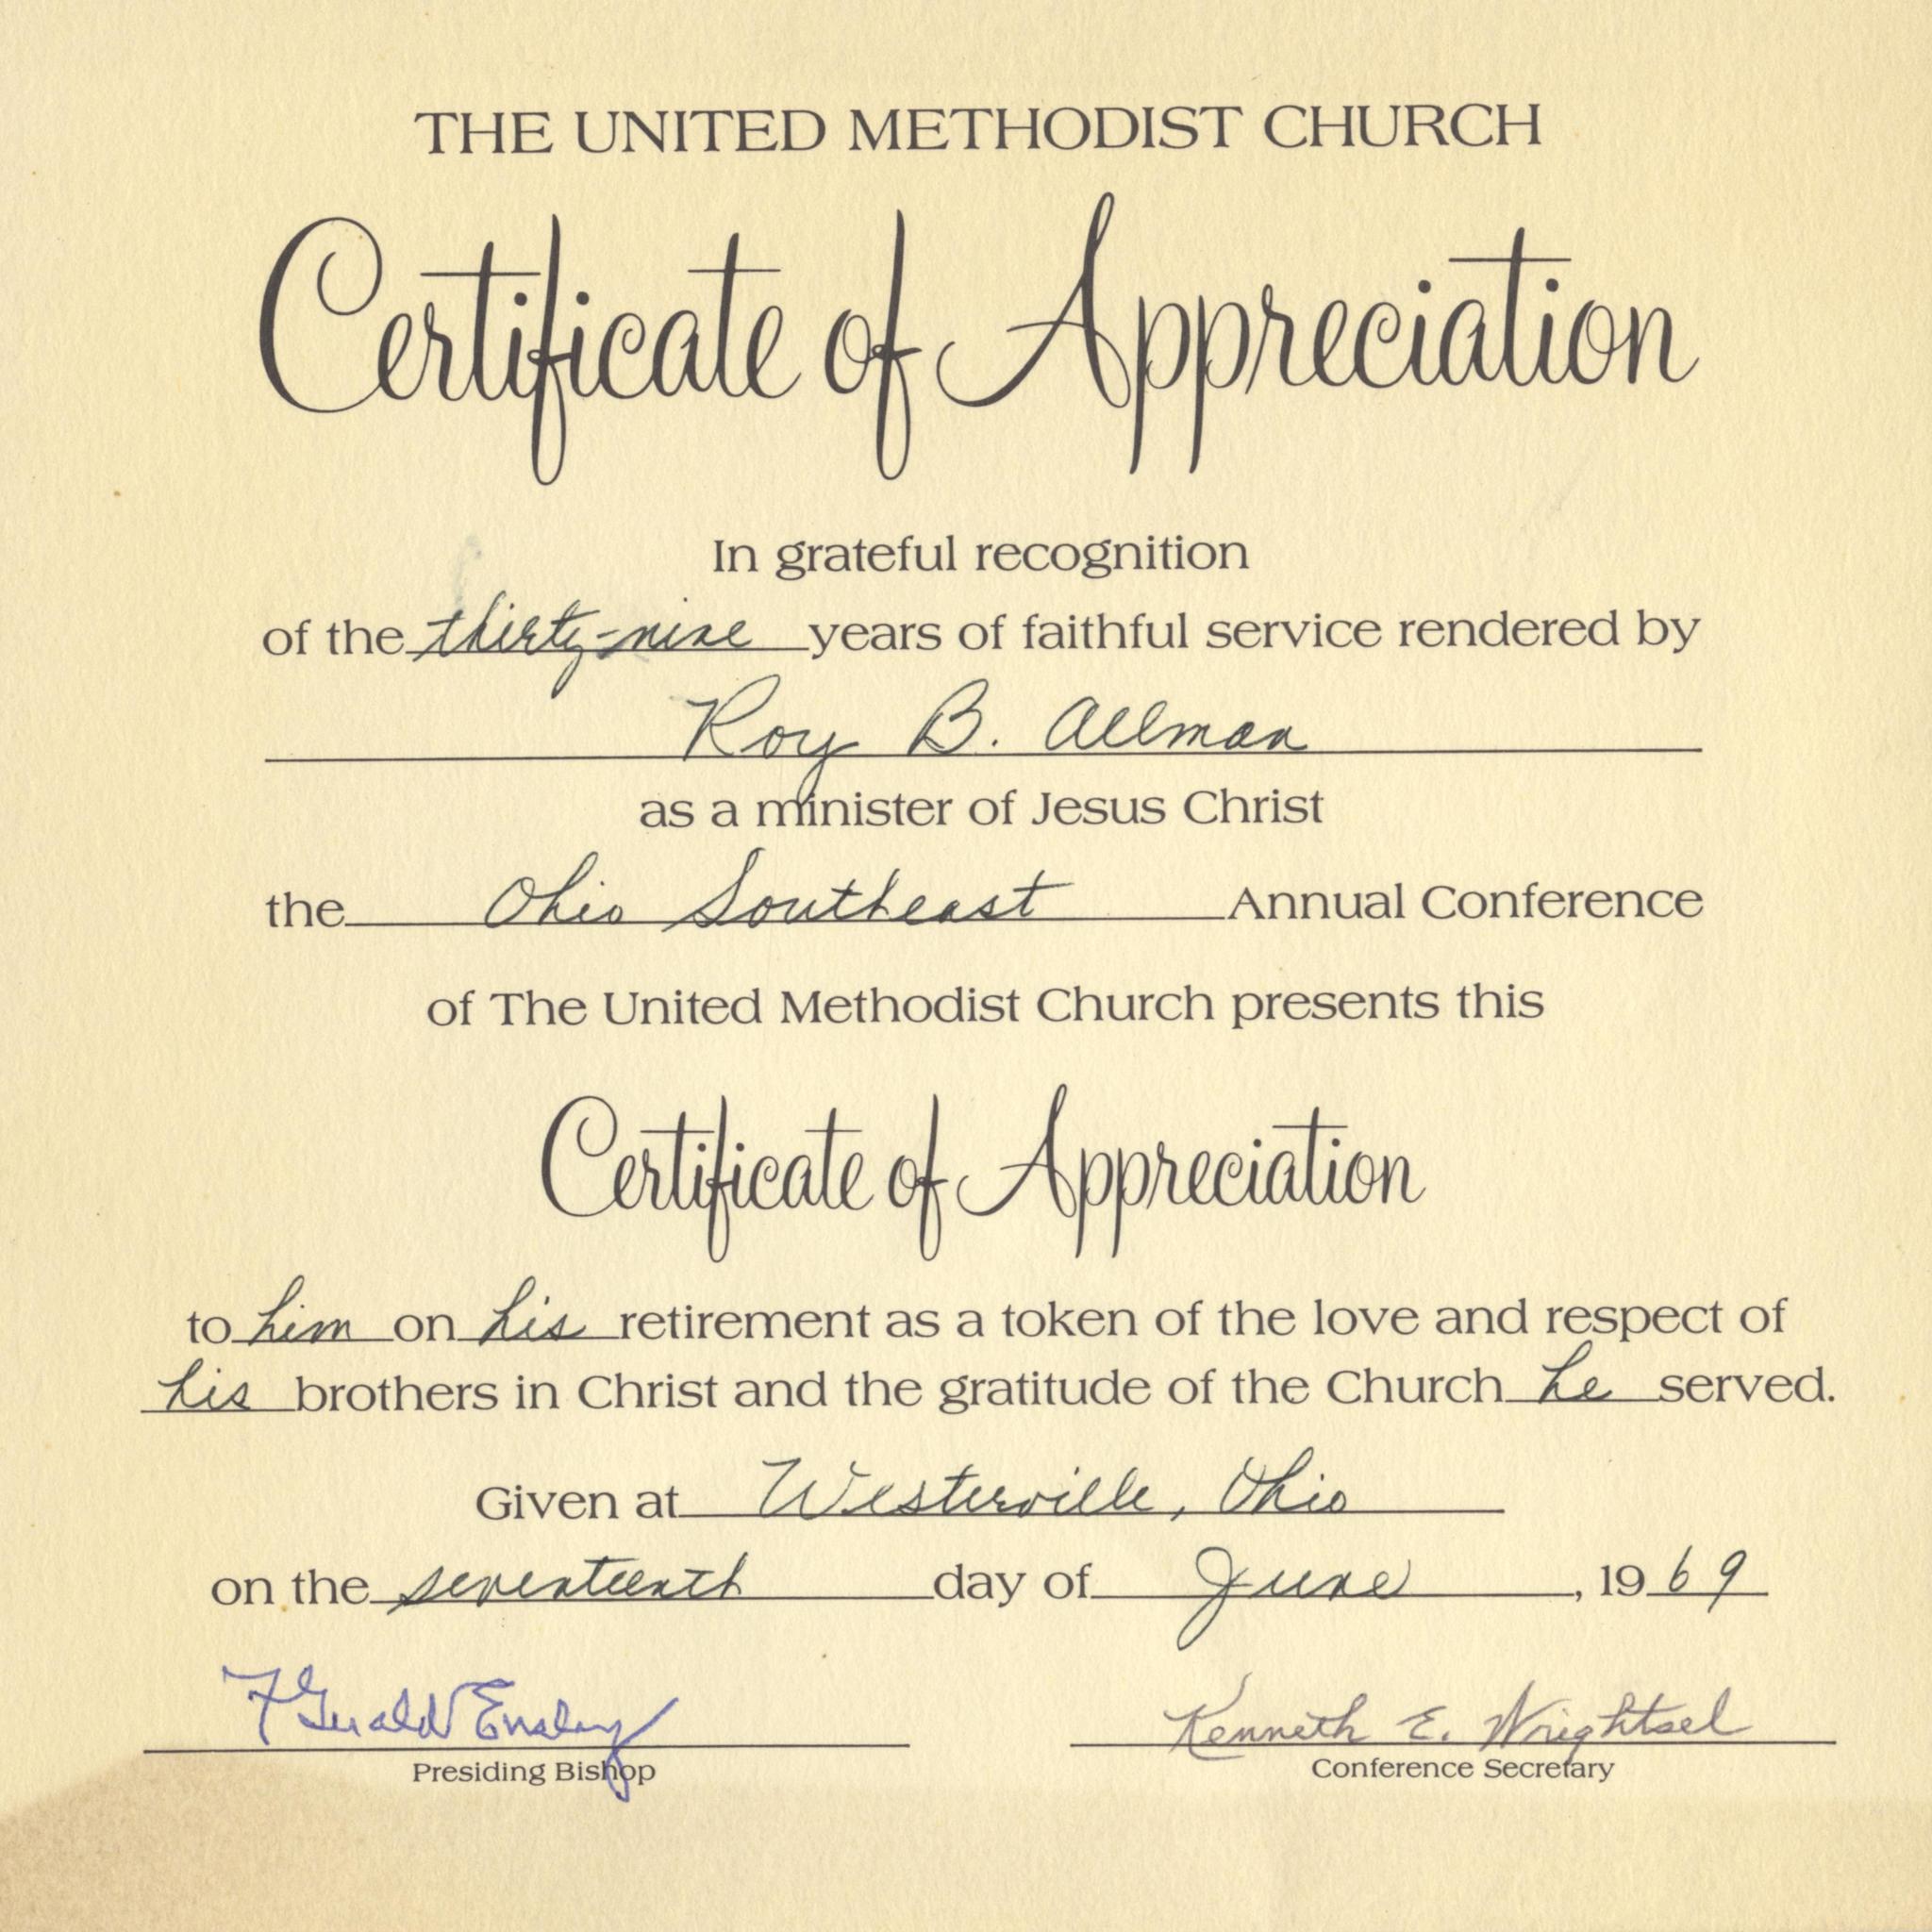 THE UNITED METHODIST CHURCH
Certificate of Appreciation
In grateful recognition
of the thirty-nine years of faithful service rendered by
Roy B. Allman
as a minister of Jesus Christ
the Ohio Southeast Annual Conference
of The United Methodist Church presents this
Certificate of Appreciation
to him on his retirement as a token of the love and respect of
his brothers in Christ and the gratitude of the Church he served.
Given at Westerville, Ohio
on the seventeenth day of June, 1969
F Gerald Ensley Kenneth E. Wrightsel
Presiding Bishop Conference Secretary